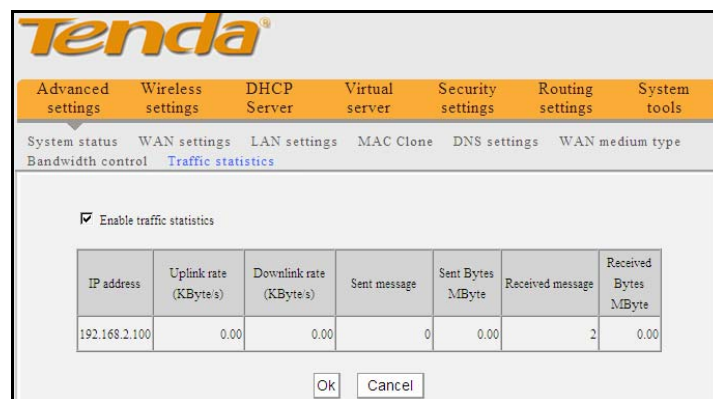 Tenda®
Advanced settings Wireless settings DHCP Server Virtual server Security settings Routing settings System tools
System status WAN settings LAN settings MAC Clone DNS settings WAN medium type
Bandwidth control Traffic statistics
Enable traffic statistics
IP address Uplink rate (KByte/s) Downlink rate (KByte/s) Sent message Sent Bytes MByte Received message Received Bytes MByte
192.168.2.100 0.00 0.00 0 0.00 2 0.00
Ok Cancel